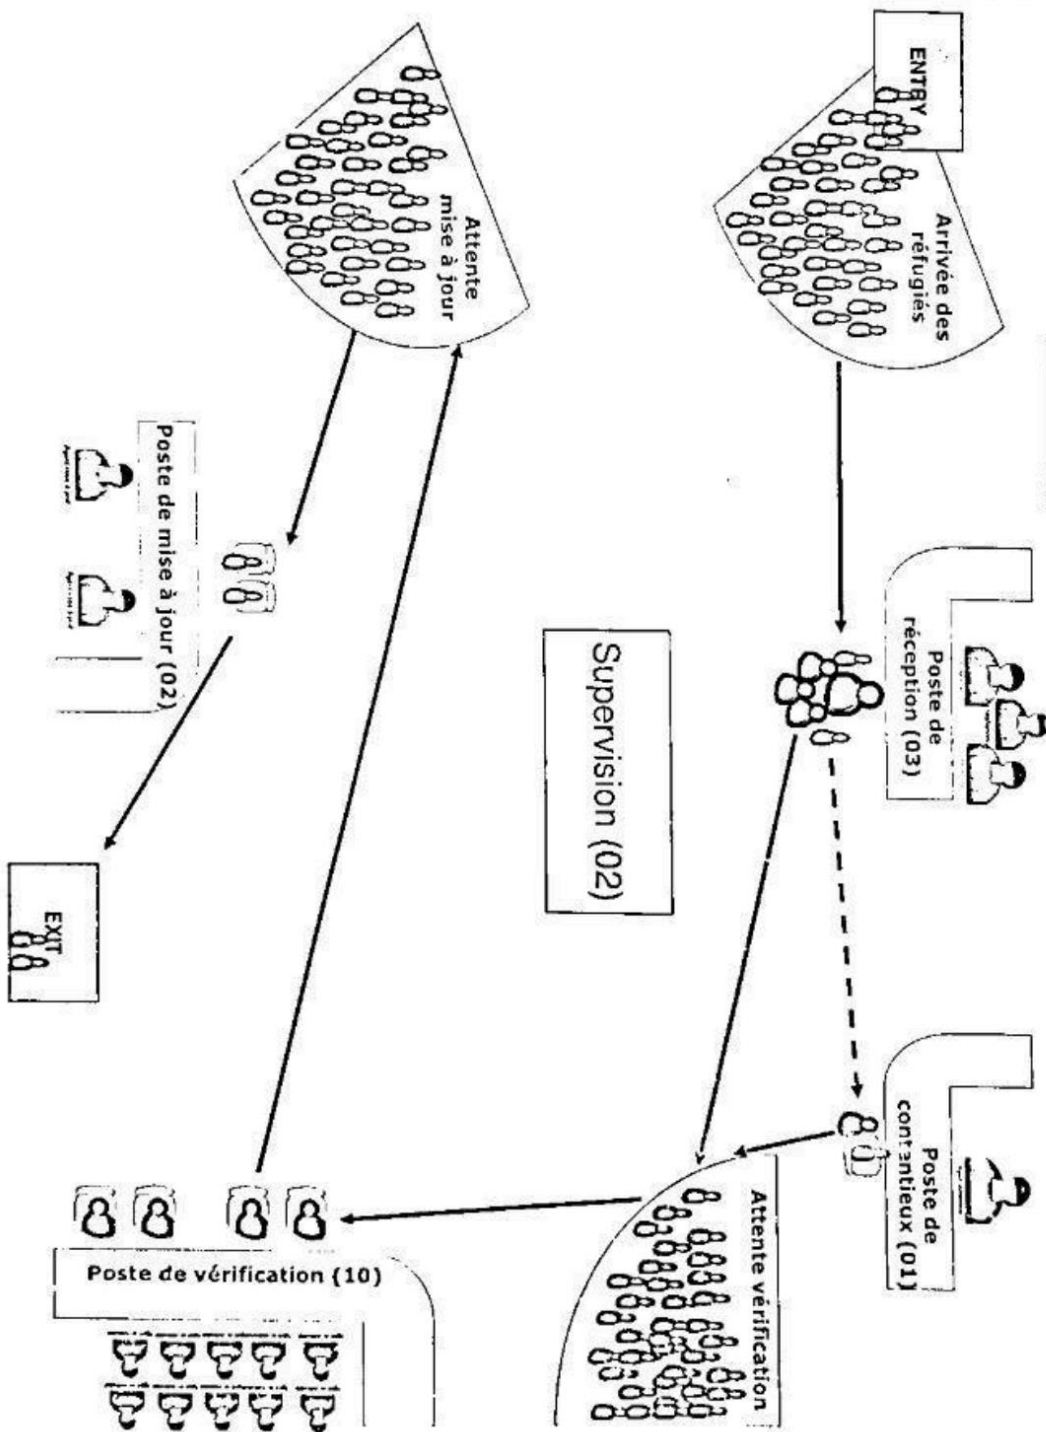 ENTRY
Arrivée des
réfugiés
Poste de
réception (03)
Poste de
contentieux (01)
Attente vérification
Supervision (02)
Attente
mise à jour
Poste de mise à jour (02)
EXIT
Poste de vérification (10)